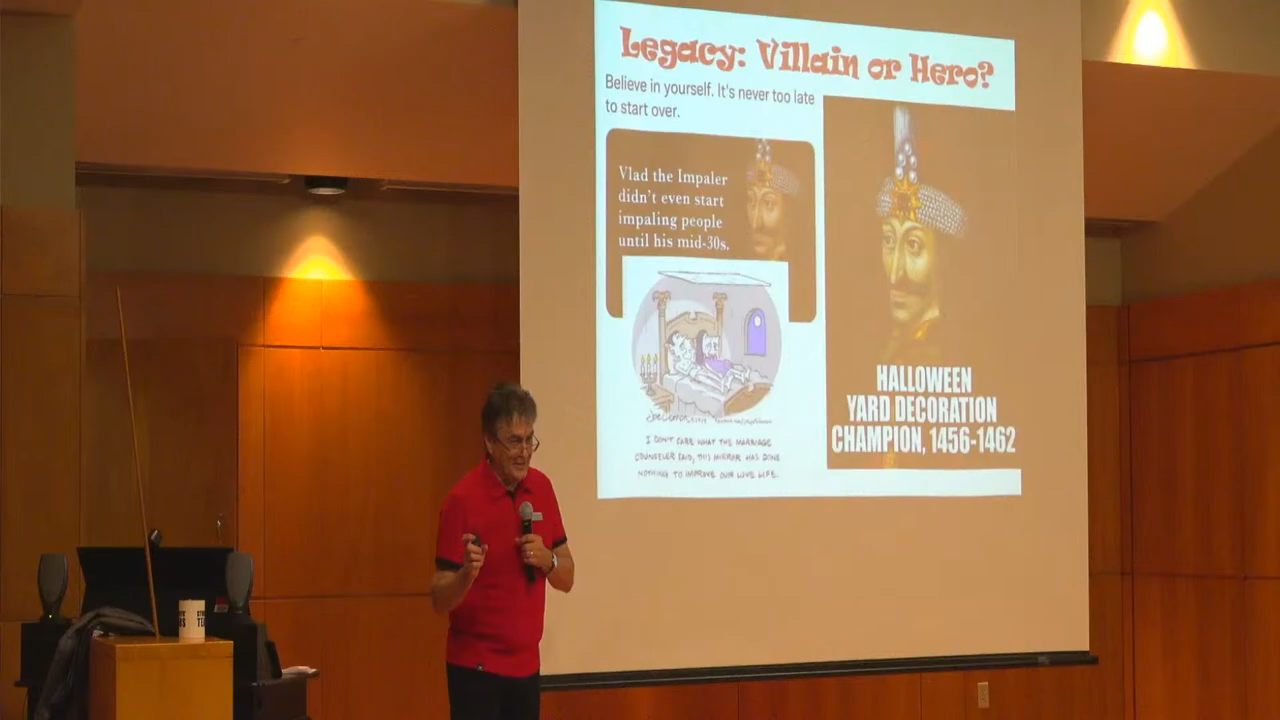 Legacy: Villain or Hero?
Believe in yourself. It's never too late
to start over.
Vlad the Impaler
didn't even start
impaling people
until his mid-30s.
I DON'T CARE WHAT THE MARRIAGE
COUNSELER SAID, THIS MIRROR HAS DONE
NOTHING TO IMPROVE OUR LOVE LIFE.
HALLOWEEN
YARD DECORATION
CHAMPION, 1456-1462